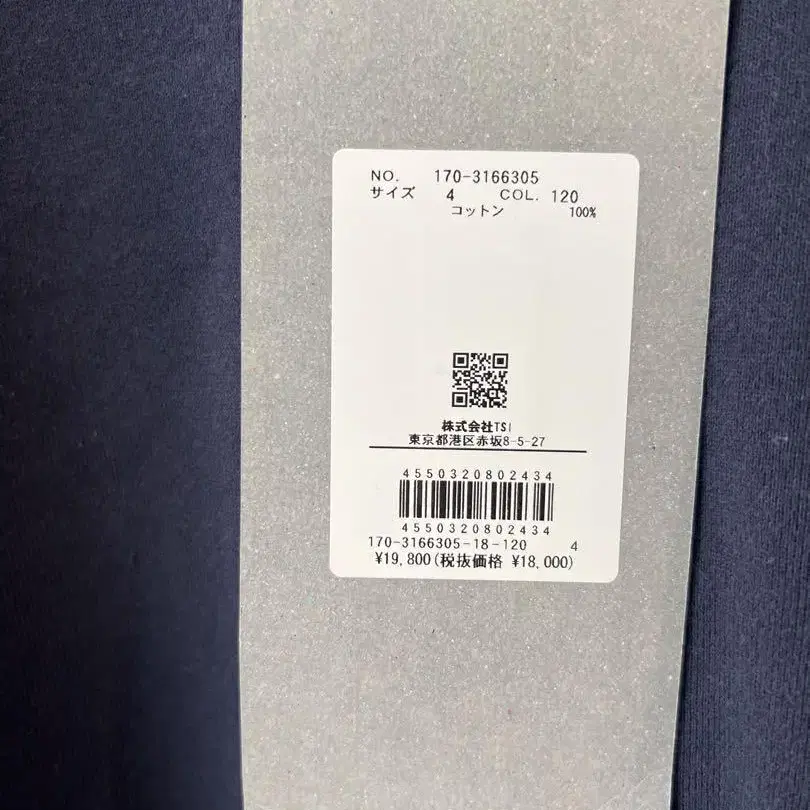 NO. 170-3166305
サイズ 4 COL. 120
コットン 100%
株式会社TSI
東京都港区赤坂8-5-27
4550320802434
4550320802434
170-3166305-18-120 4
¥19,800(税抜価格 ¥18,000)